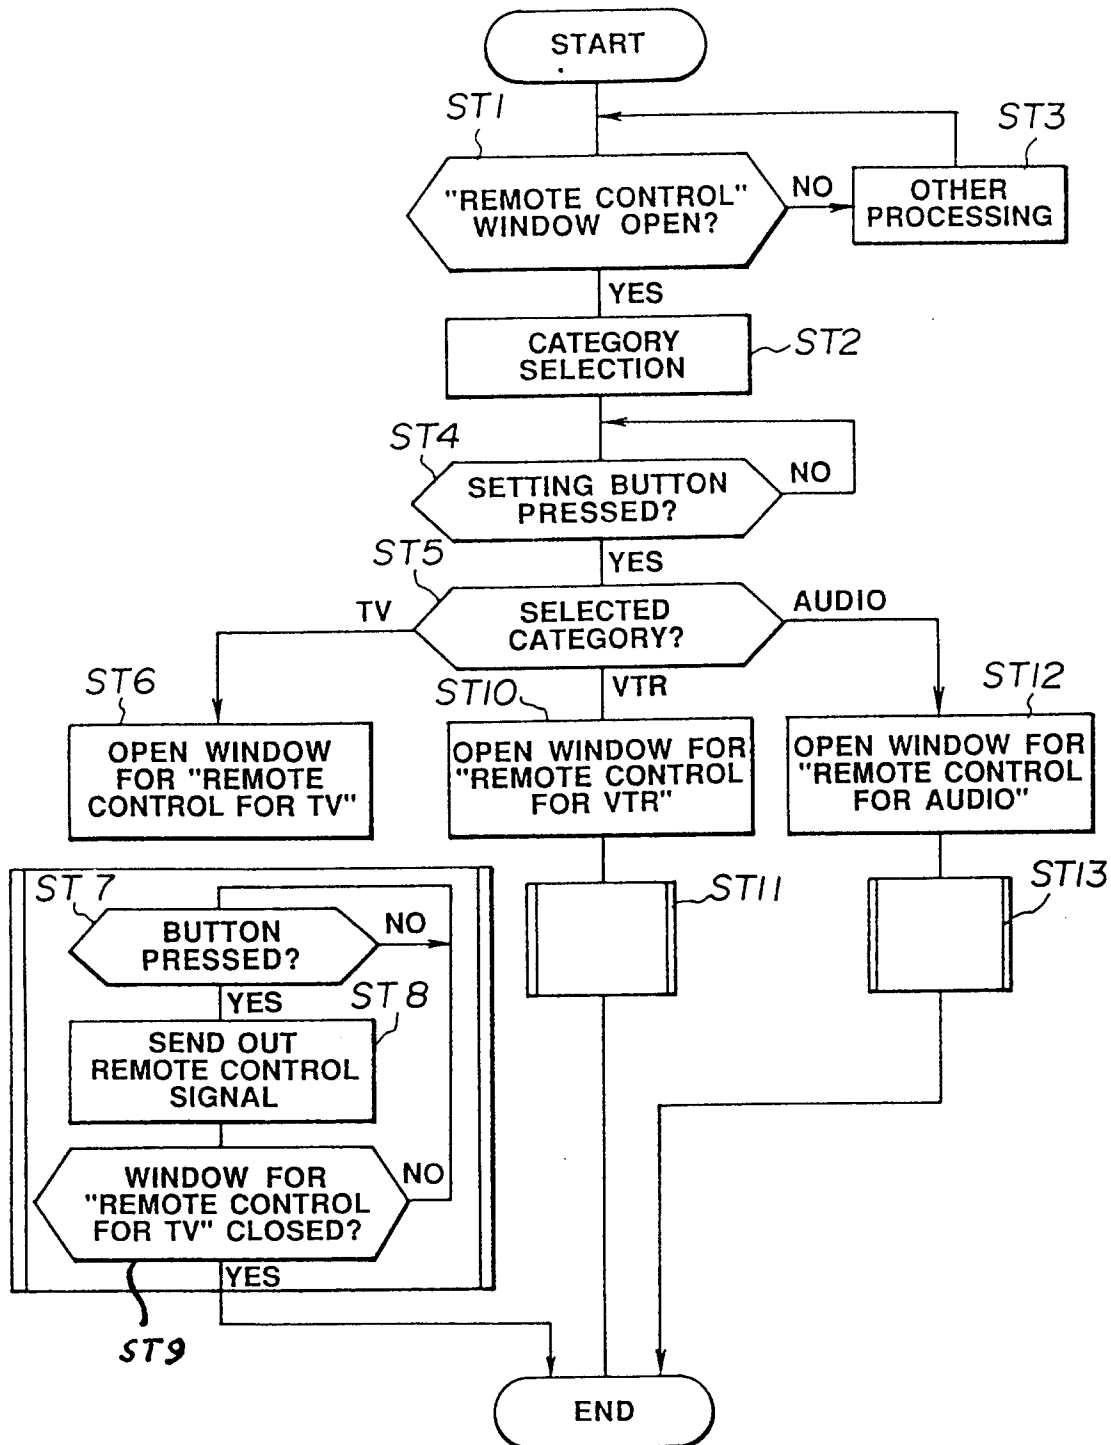 START
ST1
ST3
"REMOTE CONTROL"
WINDOW OPEN?
NO
OTHER
PROCESSING
YES
CATEGORY
SELECTION
ST2
ST4
SETTING BUTTON
PRESSED?
NO
YES
ST5
TV
SELECTED
CATEGORY?
AUDIO
VTR
ST6
ST10
ST12
OPEN WINDOW
FOR "REMOTE
CONTROL FOR TV"
OPEN WINDOW FOR
"REMOTE CONTROL
FOR VTR"
OPEN WINDOW FOR
"REMOTE CONTROL
FOR AUDIO"
ST7
BUTTON
PRESSED?
NO
ST11
ST13
YES
ST8
SEND OUT
REMOTE CONTROL
SIGNAL
WINDOW FOR
"REMOTE CONTROL
FOR TV" CLOSED?
NO
YES
ST9
END